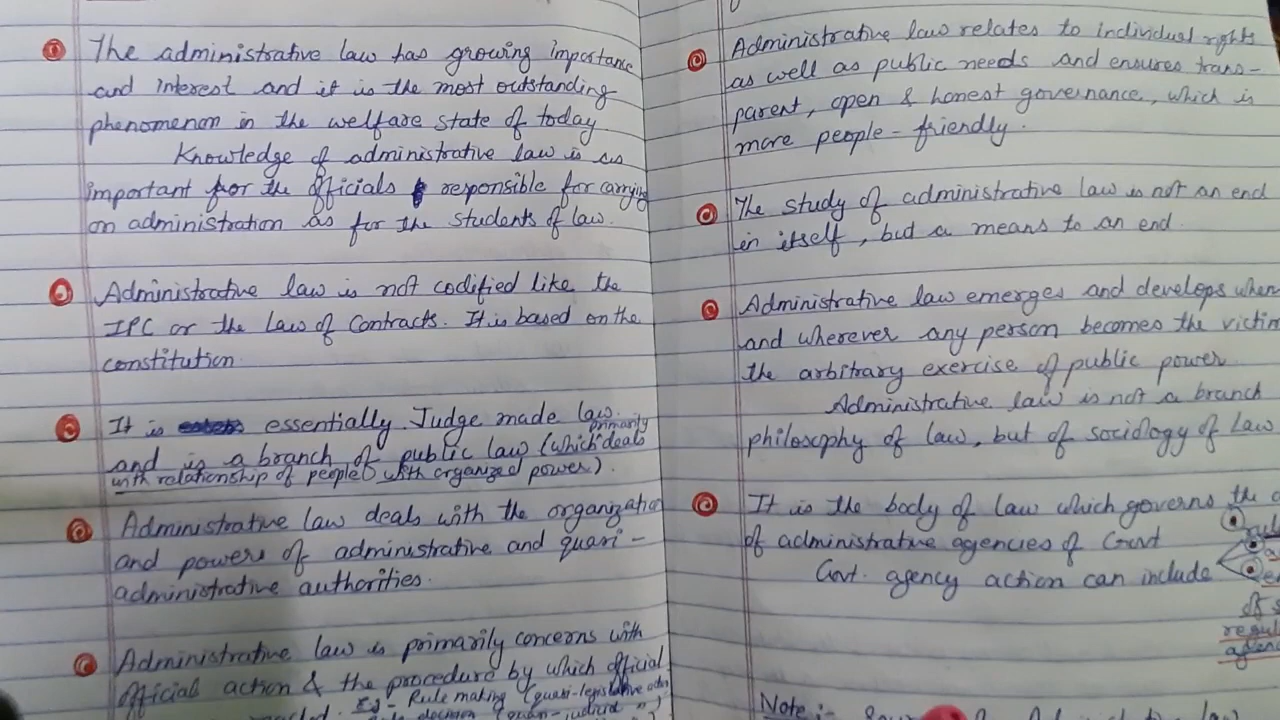 The administrative law has growing importance
and interest and it is the most outstanding
phenomenon in the welfare state of today
Knowledge of administrative law is as
important for the officials responsible for carrying
on administration as for the students of law.
Administrative law is not codified like the
IPC or the law of Contracts. It is based on the
constitution
It is essentially Judge made law.
and is a branch of public law (which primarily deals
with relationship of people with organized power).
Administrative law deals with the organization
and powers of administrative and quasi-
administrative authorities.
Administrative law is primarily concerns with
official action & the procedure by which official
Eg- Rule making (quasi-legislative
Administrative law relates to individual rights
as well as public needs and ensures trans-
parent, open & honest governance, which is
more people-friendly.
The study of administrative law is not an end
in itself, but a means to an end.
Administrative law emerges and develops when
and wherever any person becomes the victim
the arbitrary exercise of public power
Administrative law is not a branch
philosophy of law, but of sociology of law
It is the body of law which governs the
of administrative agencies of Govt
Govt. agency action can include
regul
agen
Note:-